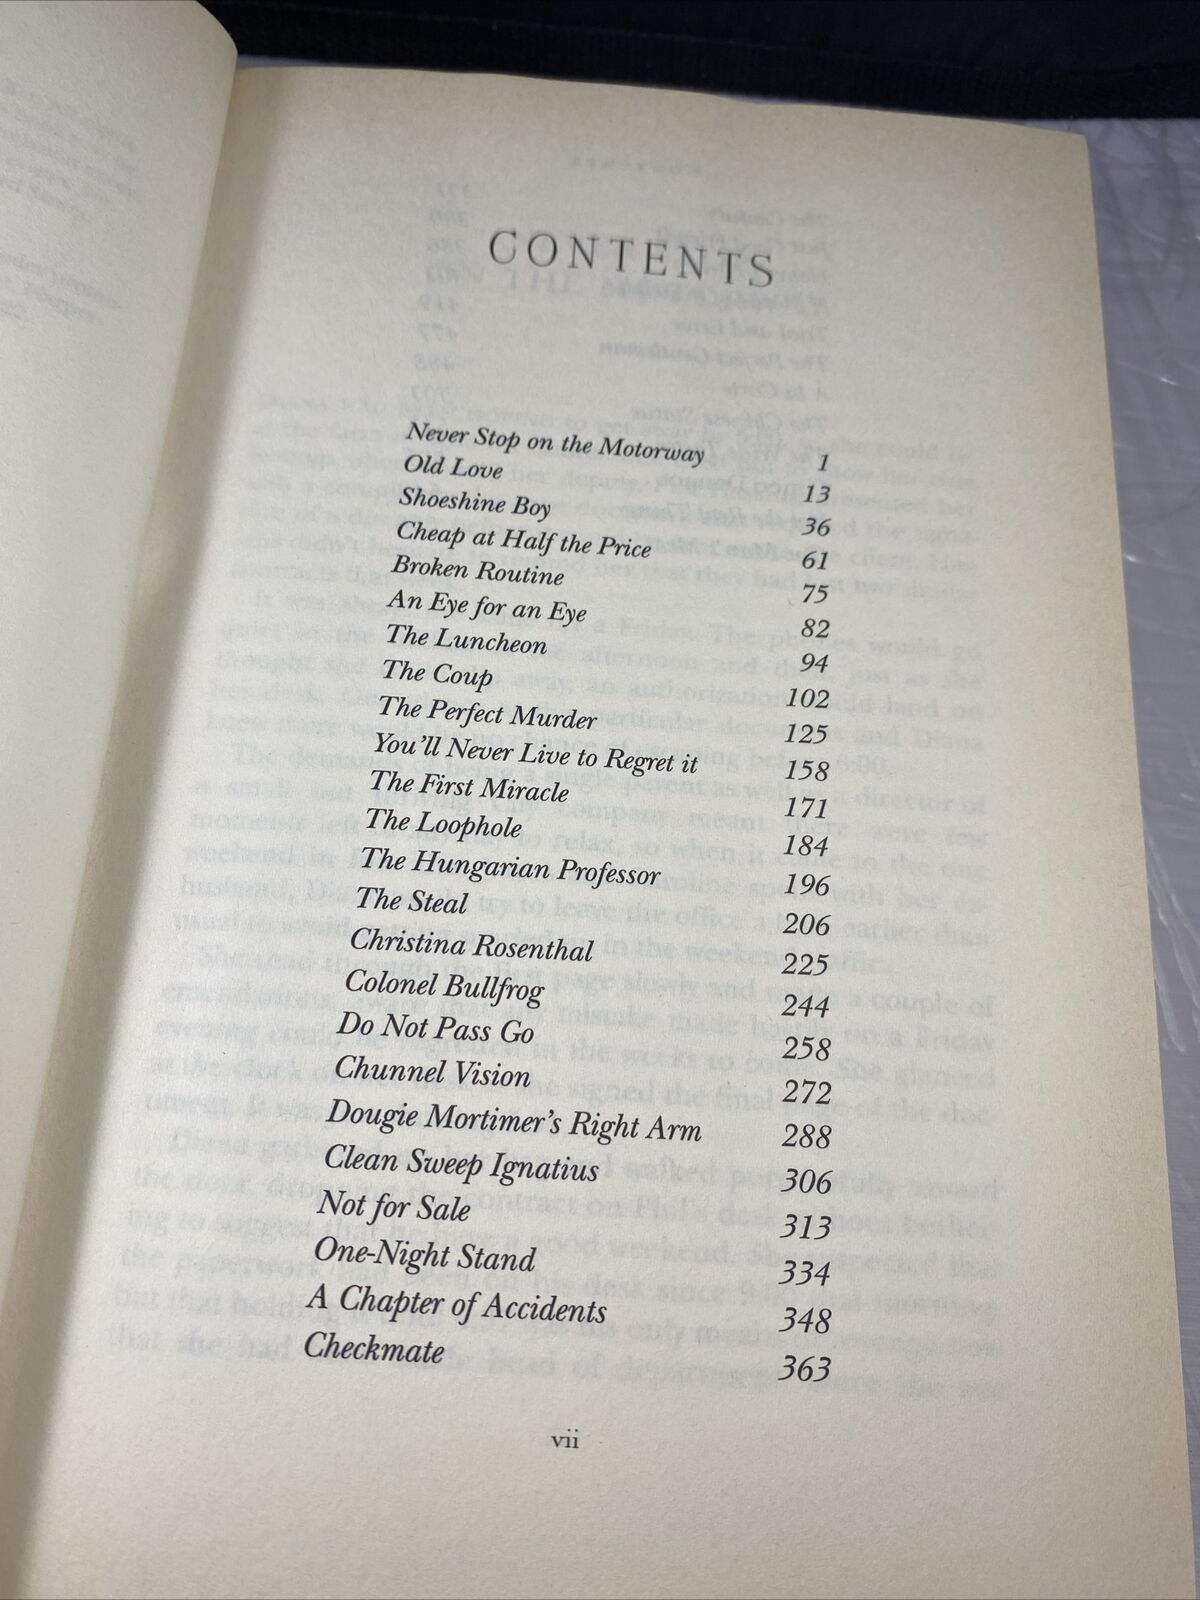 CONTENTS
Never Stop on the Motorway 1
Old Love 13
Shoeshine Boy 36
Cheap at Half the Price 61
Broken Routine 75
An Eye for an Eye 82
The Luncheon 94
The Coup 102
The Perfect Murder 125
You'll Never Live to Regret it 158
The First Miracle 171
The Loophole 184
The Hungarian Professor 196
The Steal 206
Christina Rosenthal 225
Colonel Bullfrog 244
Do Not Pass Go 258
Chunnel Vision 272
Dougie Mortimer's Right Arm 288
Clean Sweep Ignatius 306
Not for Sale 313
One-Night Stand 334
A Chapter of Accidents 348
Checkmate 363
vii